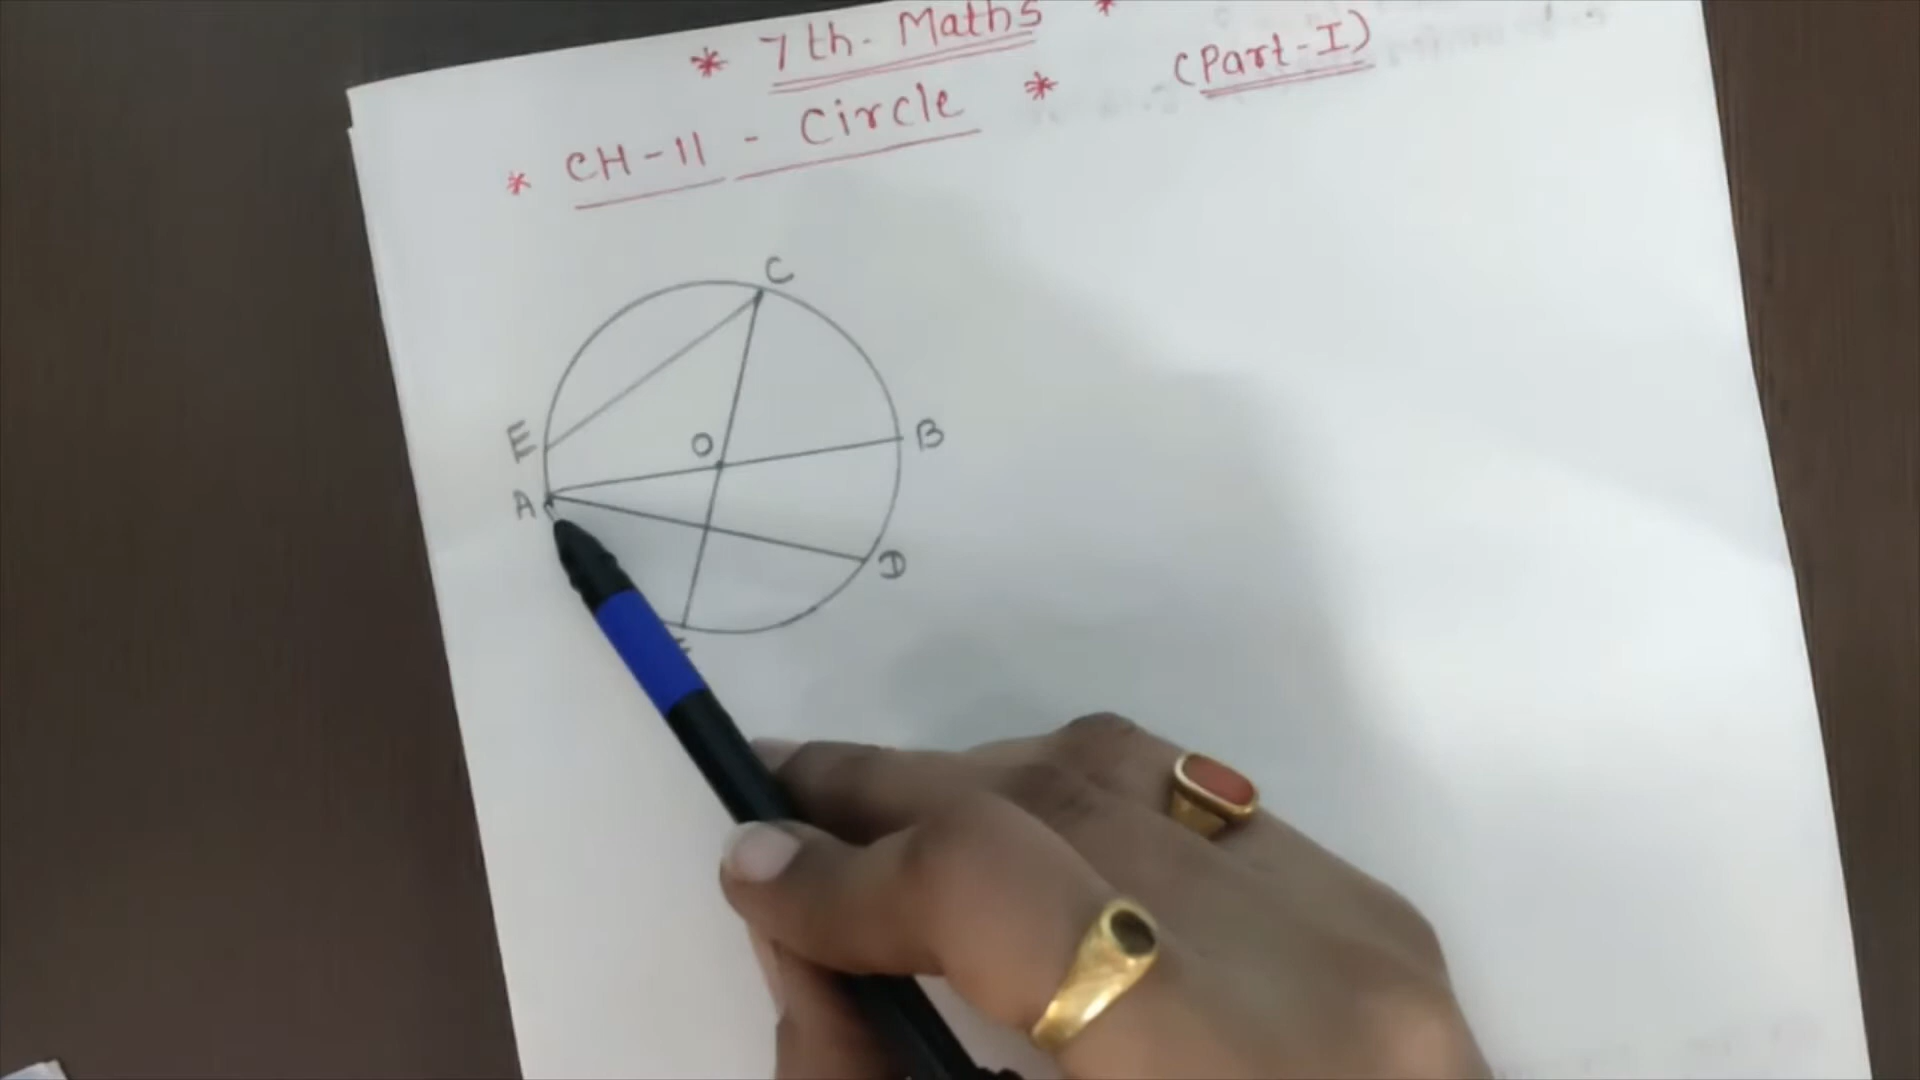 * 7th. Maths *
(Part-I)
* CH-11 - Circle *
C
E
O
B
A
D